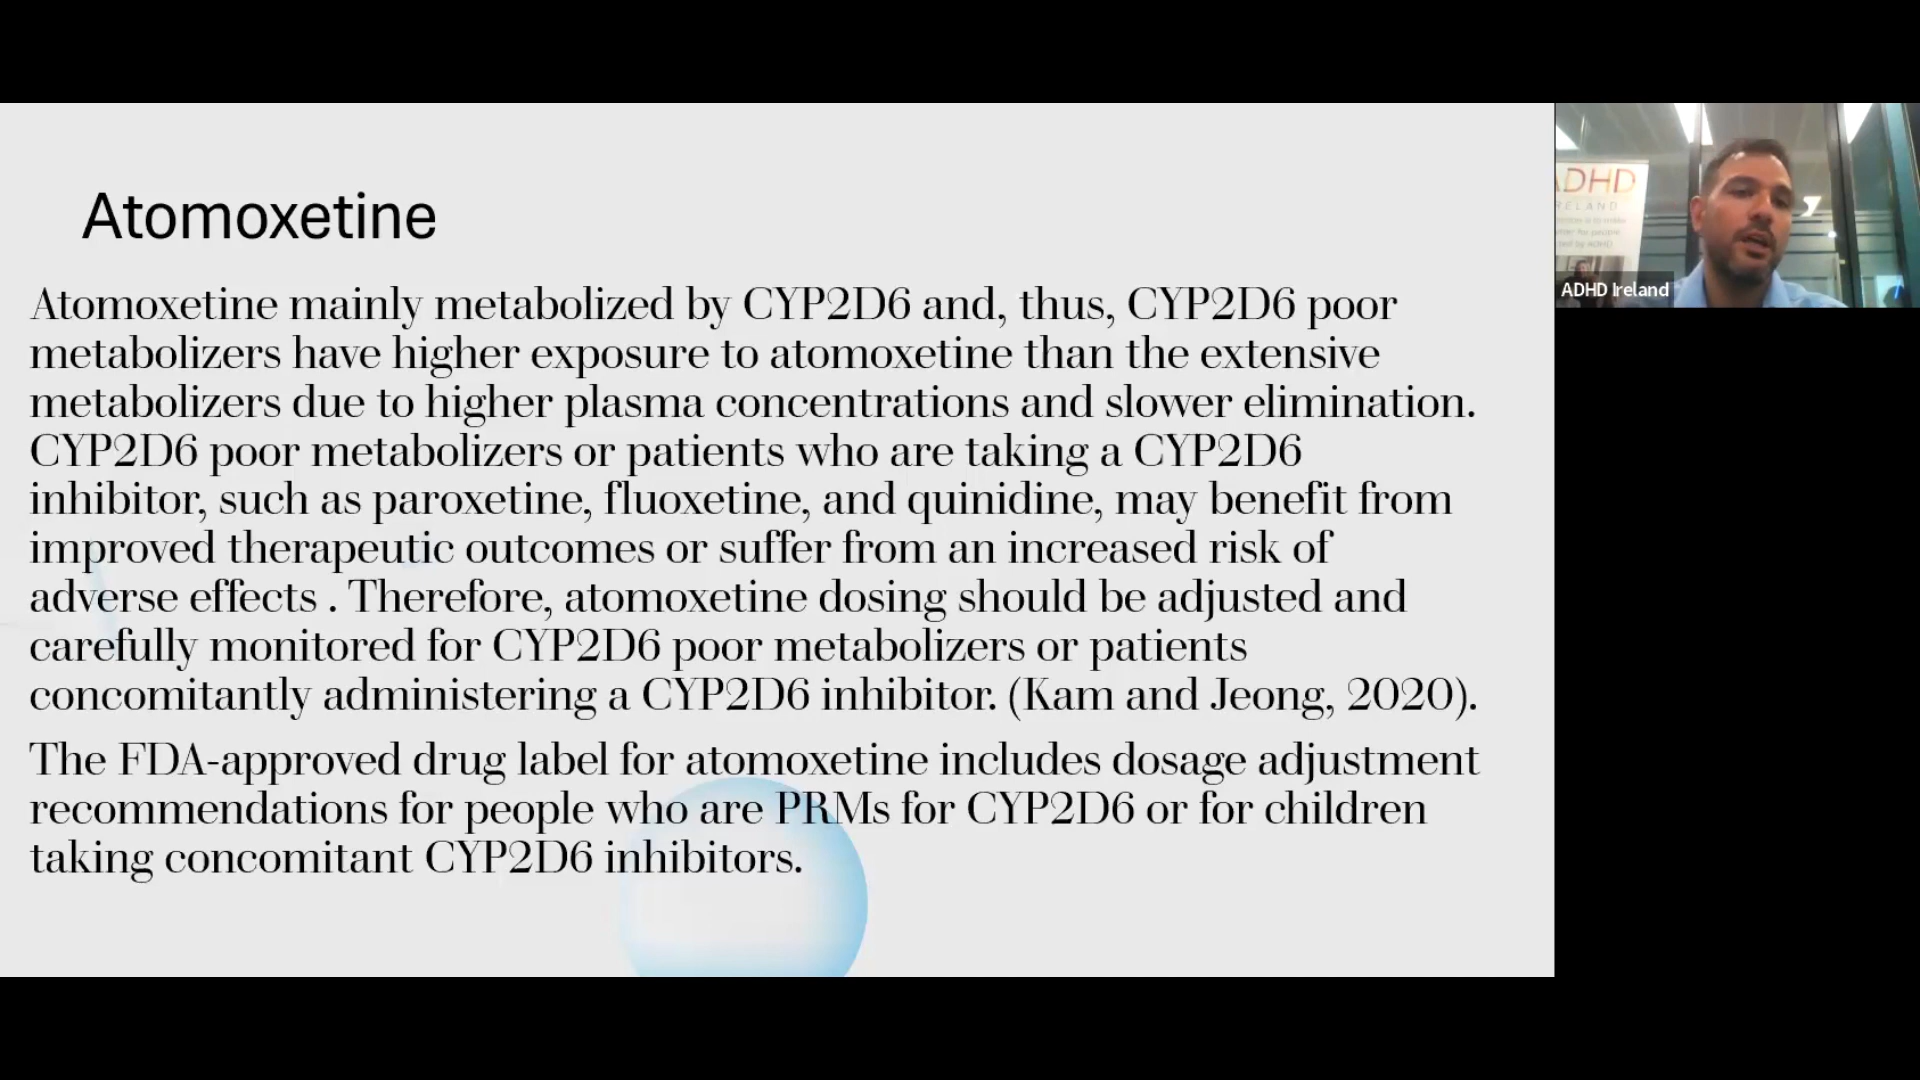 Atomoxetine
Atomoxetine mainly metabolized by CYP2D6 and, thus, CYP2D6 poor
metabolizers have higher exposure to atomoxetine than the extensive
metabolizers due to higher plasma concentrations and slower elimination.
CYP2D6 poor metabolizers or patients who are taking a CYP2D6
inhibitor, such as paroxetine, fluoxetine, and quinidine, may benefit from
improved therapeutic outcomes or suffer from an increased risk of
adverse effects . Therefore, atomoxetine dosing should be adjusted and
carefully monitored for CYP2D6 poor metabolizers or patients
concomitantly administering a CYP2D6 inhibitor. (Kam and Jeong, 2020).
The FDA-approved drug label for atomoxetine includes dosage adjustment
recommendations for people who are PRMs for CYP2D6 or for children
taking concomitant CYP2D6 inhibitors.
ADHD
RELAND
ADHD Ireland